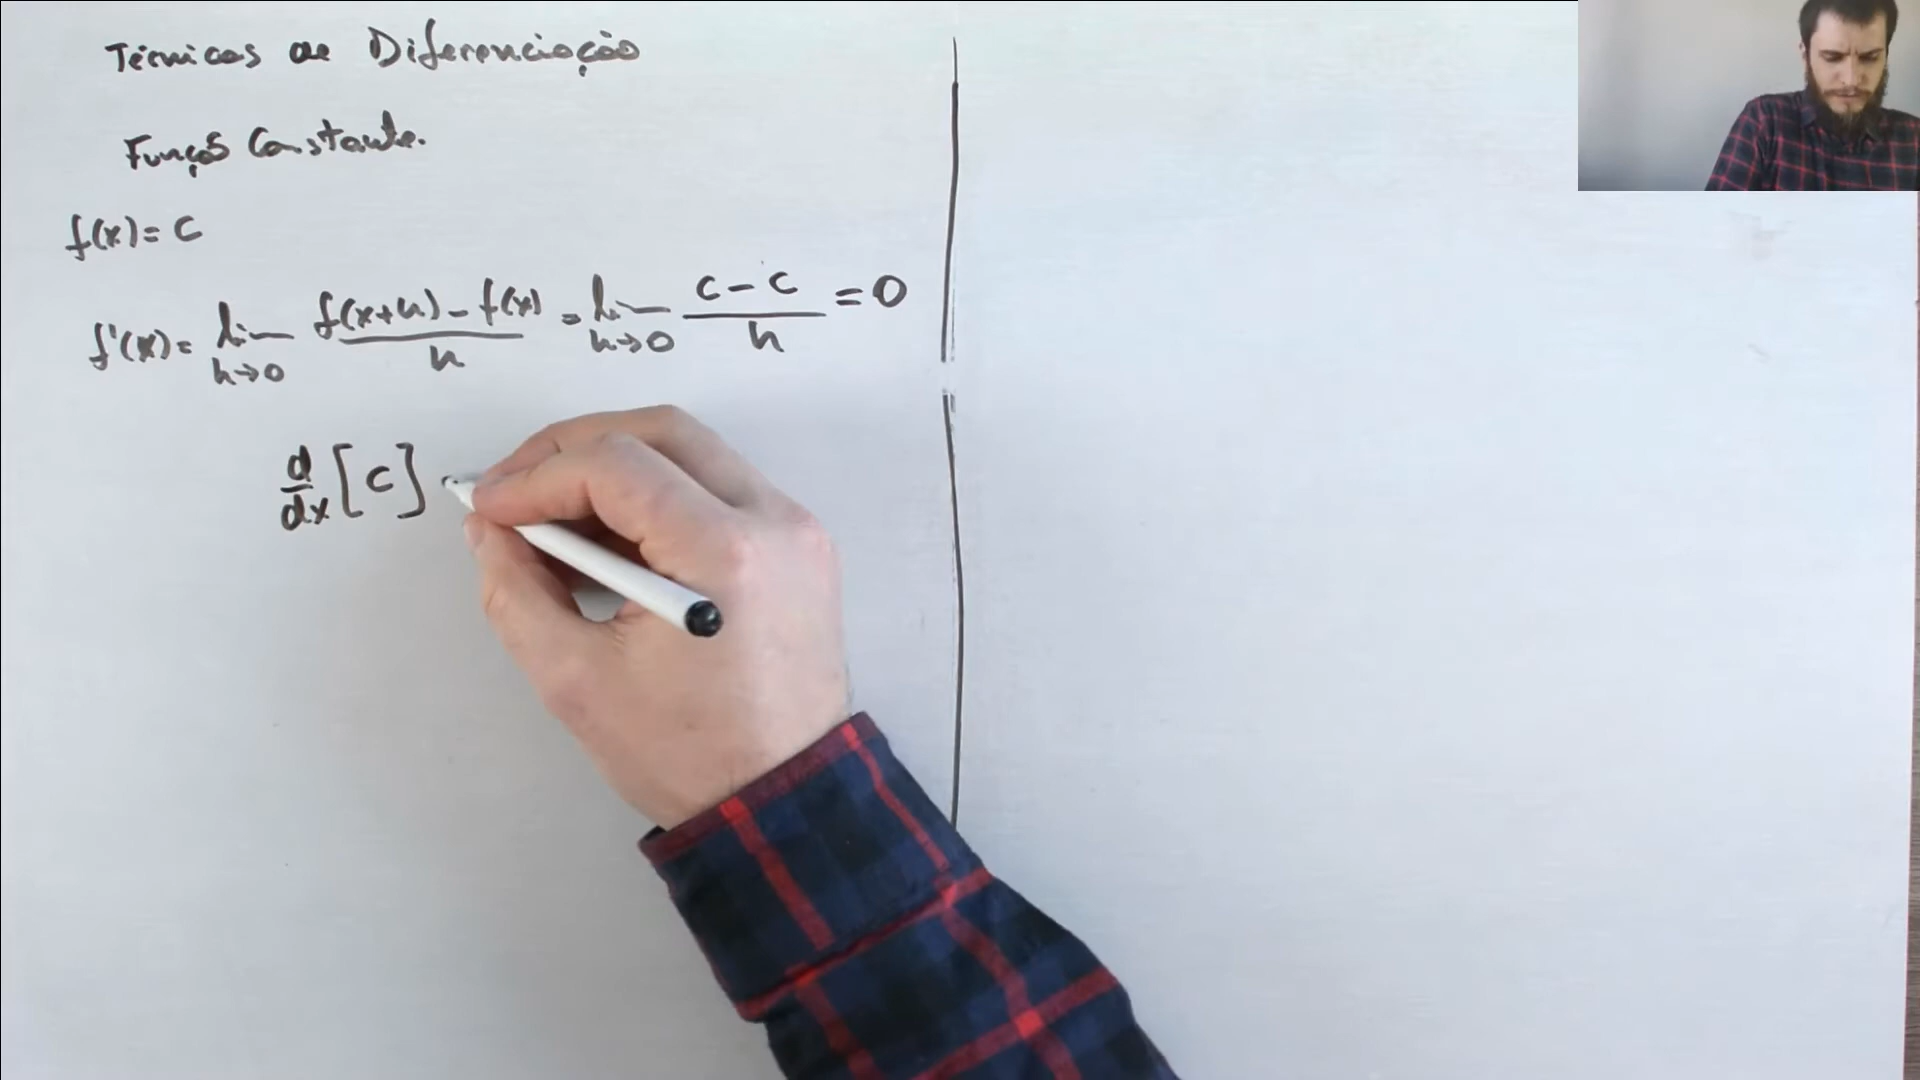 Técnicas de Diferenciação
Função Constante.
f(x) = c
f'(x) = lim h→0 f(x+h) - f(x) / h = lim h→0 c - c / h = 0
d/dx [c]